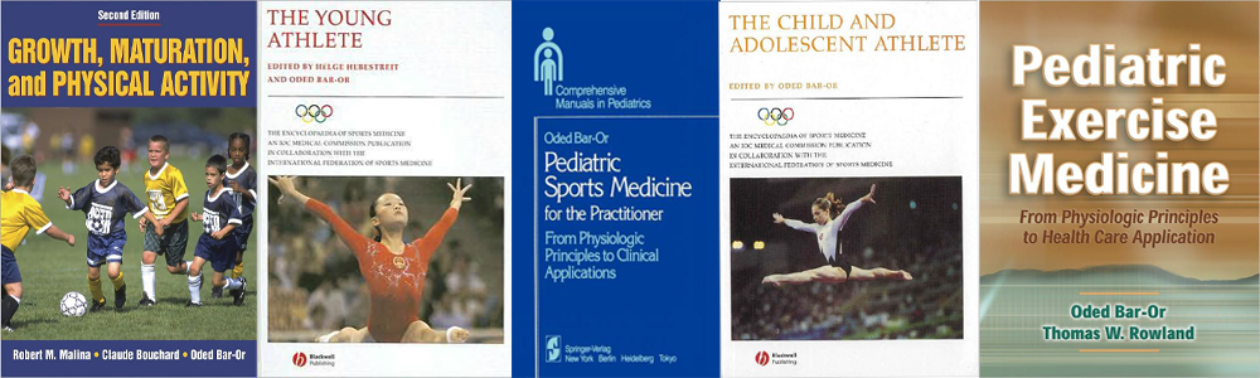 Second Edition
GROWTH, MATURATION,
and PHYSICAL ACTIVITY
Robert M. Malina • Claude Bouchard • Oded Bar-Or
THE YOUNG
ATHLETE
EDITED BY HELGE HEBESTREIT
AND ODED BAR-OR
THE ENCYCLOPAEDIA OF SPORTS MEDICINE
AN IOC MEDICAL COMMISSION PUBLICATION
IN COLLABORATION WITH THE
INTERNATIONAL FEDERATION OF SPORTS MEDICINE
Blackwell
Publishing
Comprehensive
Manuals in Pediatrics
Oded Bar-Or
Pediatric
Sports Medicine
for the Practitioner
From Physiologic
Principles to Clinical
Applications
Springer-Verlag
New York Berlin Heidelberg Tokyo
THE CHILD AND
ADOLESCENT ATHLETE
EDITED BY ODED BAR-OR
THE ENCYCLOPAEDIA OF SPORTS MEDICINE
AN IOC MEDICAL COMMISSION PUBLICATION
IN COLLABORATION WITH THE
INTERNATIONAL FEDERATION OF SPORTS MEDICINE
Blackwell
Publishing
Pediatric
Exercise
Medicine
From Physiologic Principles
to Health Care Application
Oded Bar-Or
Thomas W. Rowland